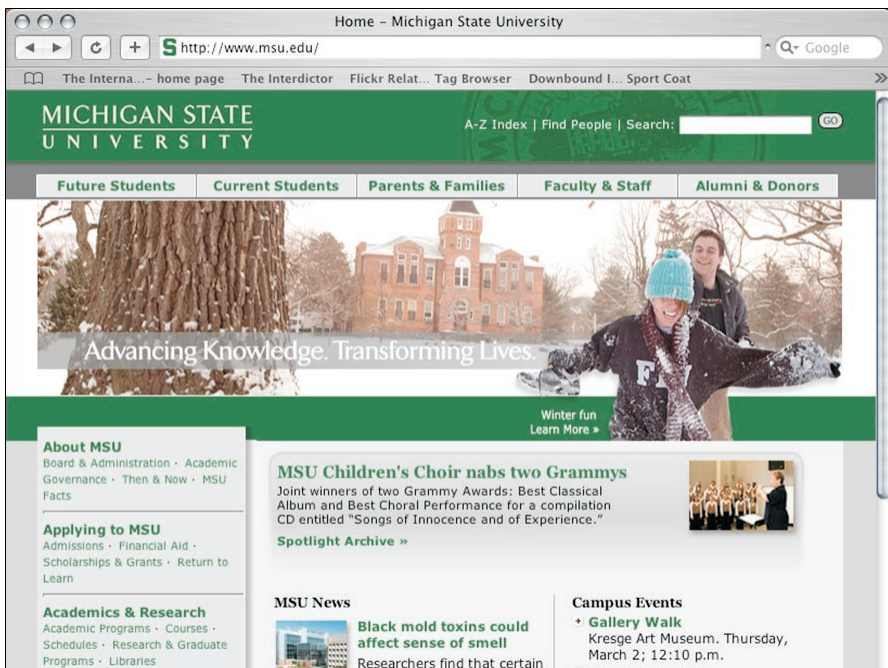 Home – Michigan State University
http://www.msu.edu/
Google
The Interna...– home page The Interdictor Flickr Relat... Tag Browser Downbound I... Sport Coat
MICHIGAN STATE
UNIVERSITY
A-Z Index | Find People | Search:
GO
Future Students Current Students Parents & Families Faculty & Staff Alumni & Donors
Advancing Knowledge. Transforming Lives.
Winter fun
Learn More »
About MSU
Board & Administration · Academic
Governance · Then & Now · MSU
Facts
Applying to MSU
Admissions · Financial Aid ·
Scholarships & Grants · Return to
Learn
Academics & Research
Academic Programs · Courses ·
Schedules · Research & Graduate
Programs · Libraries
MSU Children's Choir nabs two Grammys
Joint winners of two Grammy Awards: Best Classical
Album and Best Choral Performance for a compilation
CD entitled “Songs of Innocence and of Experience.”
Spotlight Archive »
MSU News
Black mold toxins could
affect sense of smell
Researchers find that certain
Campus Events
Gallery Walk
Kresge Art Museum. Thursday,
March 2; 12:10 p.m.